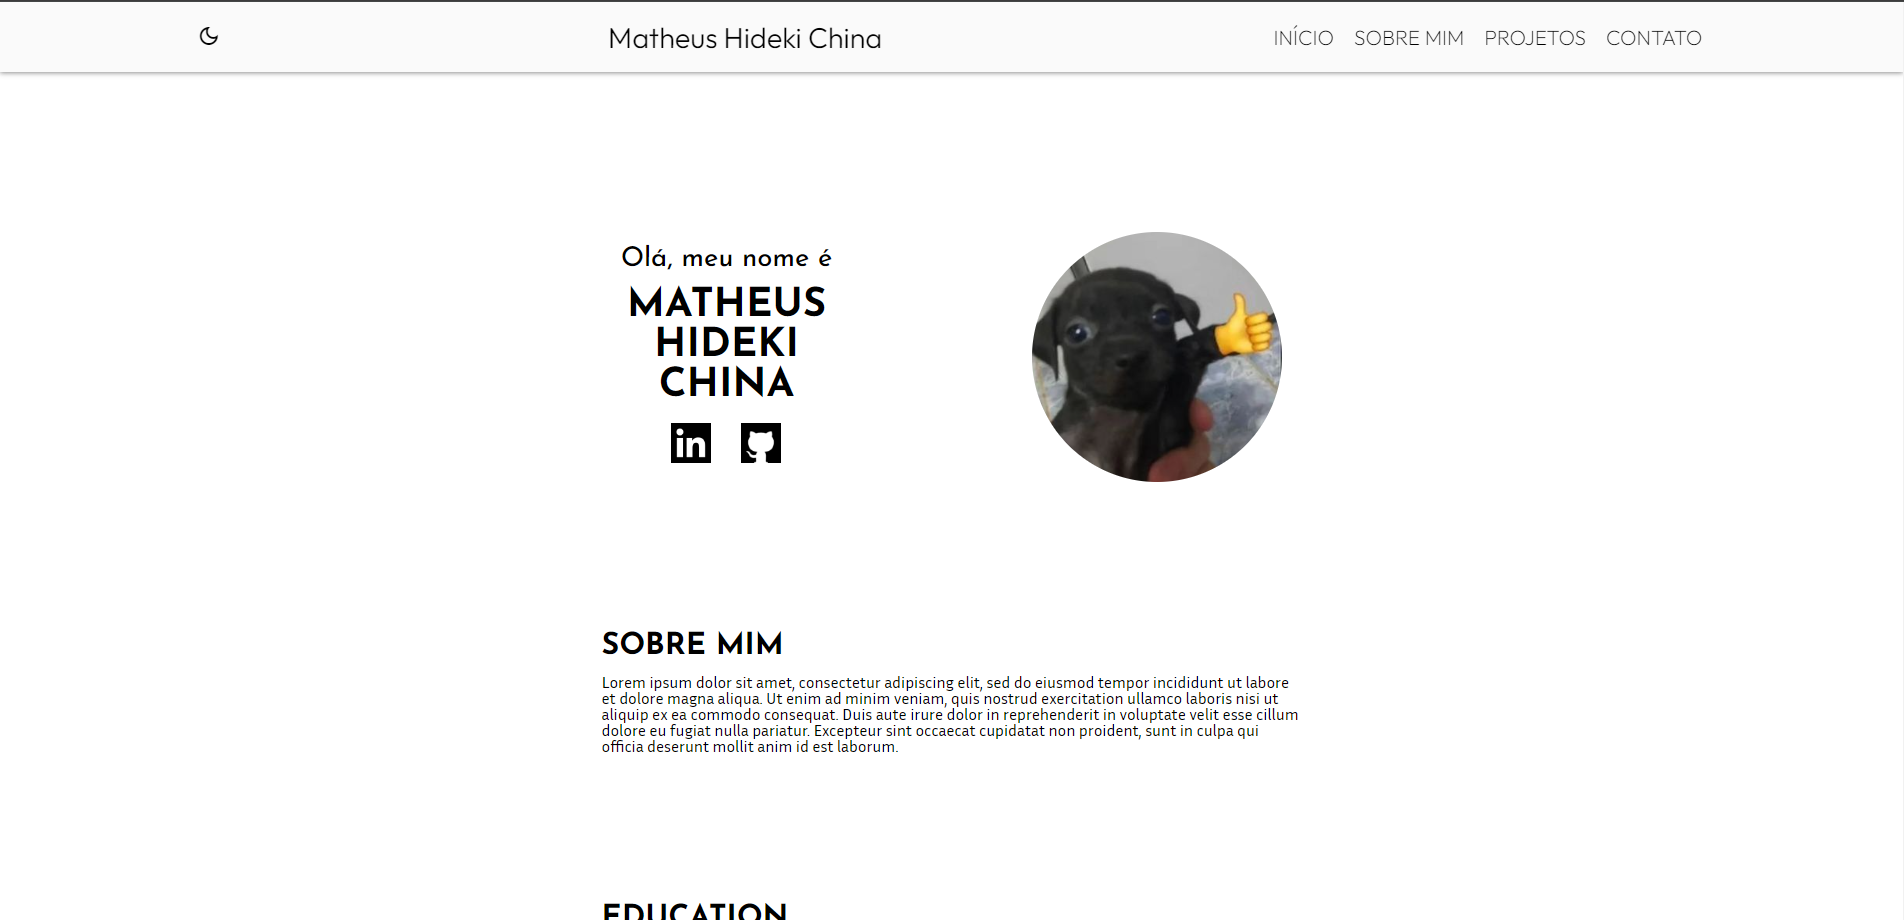 Matheus Hideki China
INÍCIO SOBRE MIM PROJETOS CONTATO
Olá, meu nome é
MATHEUS
HIDEKI
CHINA
in
SOBRE MIM
Lorem ipsum dolor sit amet, consectetur adipiscing elit, sed do eiusmod tempor incididunt ut labore
et dolore magna aliqua. Ut enim ad minim veniam, quis nostrud exercitation ullamco laboris nisi ut
aliquip ex ea commodo consequat. Duis aute irure dolor in reprehenderit in voluptate velit esse cillum
dolore eu fugiat nulla pariatur. Excepteur sint occaecat cupidatat non proident, sunt in culpa qui
officia deserunt mollit anim id est laborum.
EDUCATION